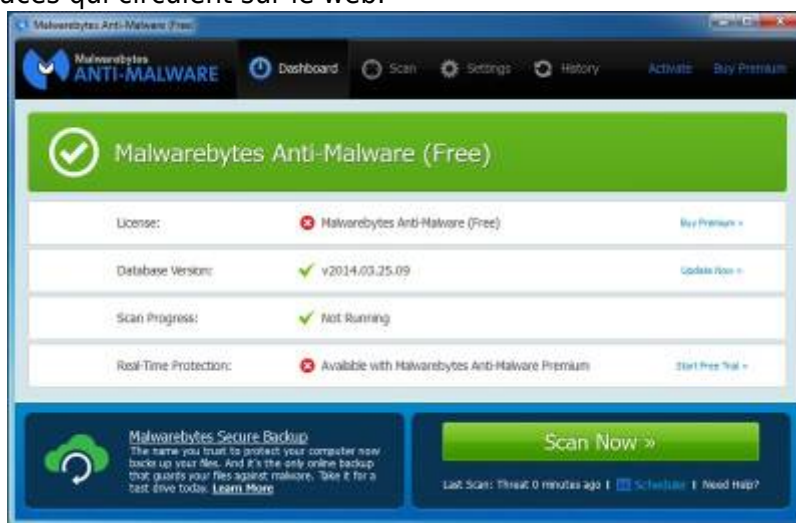 aces qui circulent sur le web.
Malwarebytes Anti-Malware (Free)
Malwarebytes
ANTI-MALWARE
Dashboard
Scan
Settings
History
Activate
Buy Premium
Malwarebytes Anti-Malware (Free)
License:
Malwarebytes Anti-Malware (Free)
Buy Premium »
Database Version:
v2014.03.25.09
Update Now »
Scan Progress:
Not Running
Real-Time Protection:
Available with Malwarebytes Anti-Malware Premium
Start Free Trial »
Malwarebytes Secure Backup
The name you trust to protect your computer now
backs up your files. And it's the only online backup
that guards your files against malware. Take it for a
test drive today. Learn More
Scan Now »
Last Scan: Threat 0 minutes ago | Scheduler | Need Help?